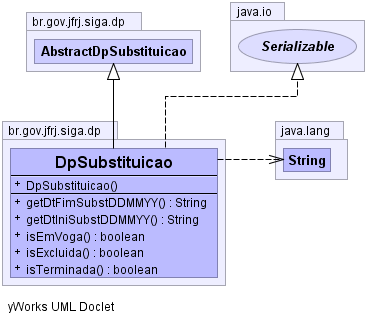 br.gov.jfrj.siga.dp
AbstractDpSubstituicao
java.io
Serializable
br.gov.jfrj.siga.dp
DpSubstituicao
+ DpSubstituicao()
+ getDtFimSubstDDMMYY() : String
+ getDtIniSubstDDMMYY() : String
+ isEmVoga() : boolean
+ isExcluida() : boolean
+ isTerminada() : boolean
java.lang
String
yWorks UML Doclet